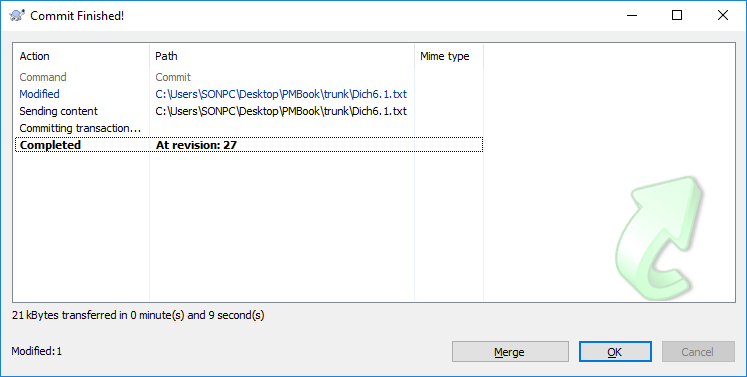 Commit Finished!
Action Path Mime type
Command Commit
Modified C:\Users\SONPC\Desktop\PMBook\trunk\Dich6.1.txt
Sending content C:\Users\SONPC\Desktop\PMBook\trunk\Dich6.1.txt
Committing transaction...
Completed At revision: 27
21 kBytes transferred in 0 minute(s) and 9 second(s)
Modified:1 Merge OK Cancel